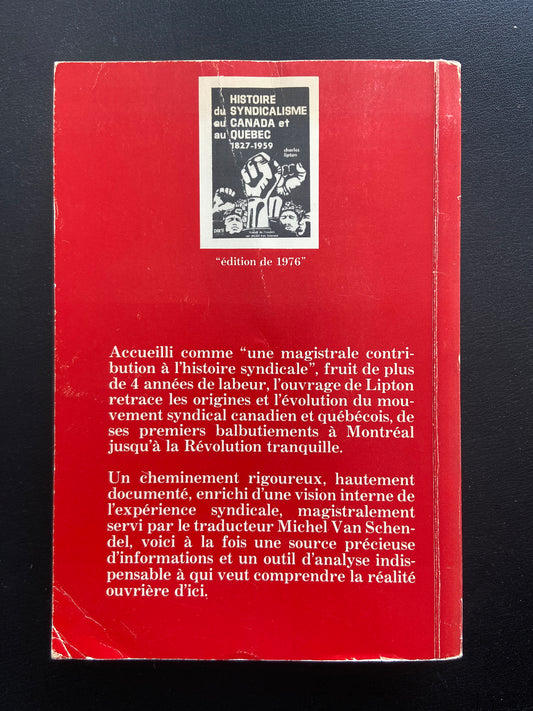 HISTOIRE
du SYNDICALISME
au CANADA et
au QUEBEC
1827-1959
charles
lipton
"édition de 1976"
Accueilli comme "une magistrale contri-
bution à l'histoire syndicale", fruit de plus
de 4 années de labeur, l'ouvrage de Lipton
retrace les origines et l'évolution du mou-
vement syndical canadien et québécois, de
ses premiers balbutiements à Montréal
jusqu'à la Révolution tranquille.
Un cheminement rigoureux, hautement
documenté, enrichi d'une vision interne de
l'expérience syndicale, magistralement
servi par le traducteur Michel Van Schen-
del, voici à la fois une source précieuse
d'informations et un outil d'analyse indis-
pensable à qui veut comprendre la réalité
ouvrière d'ici.